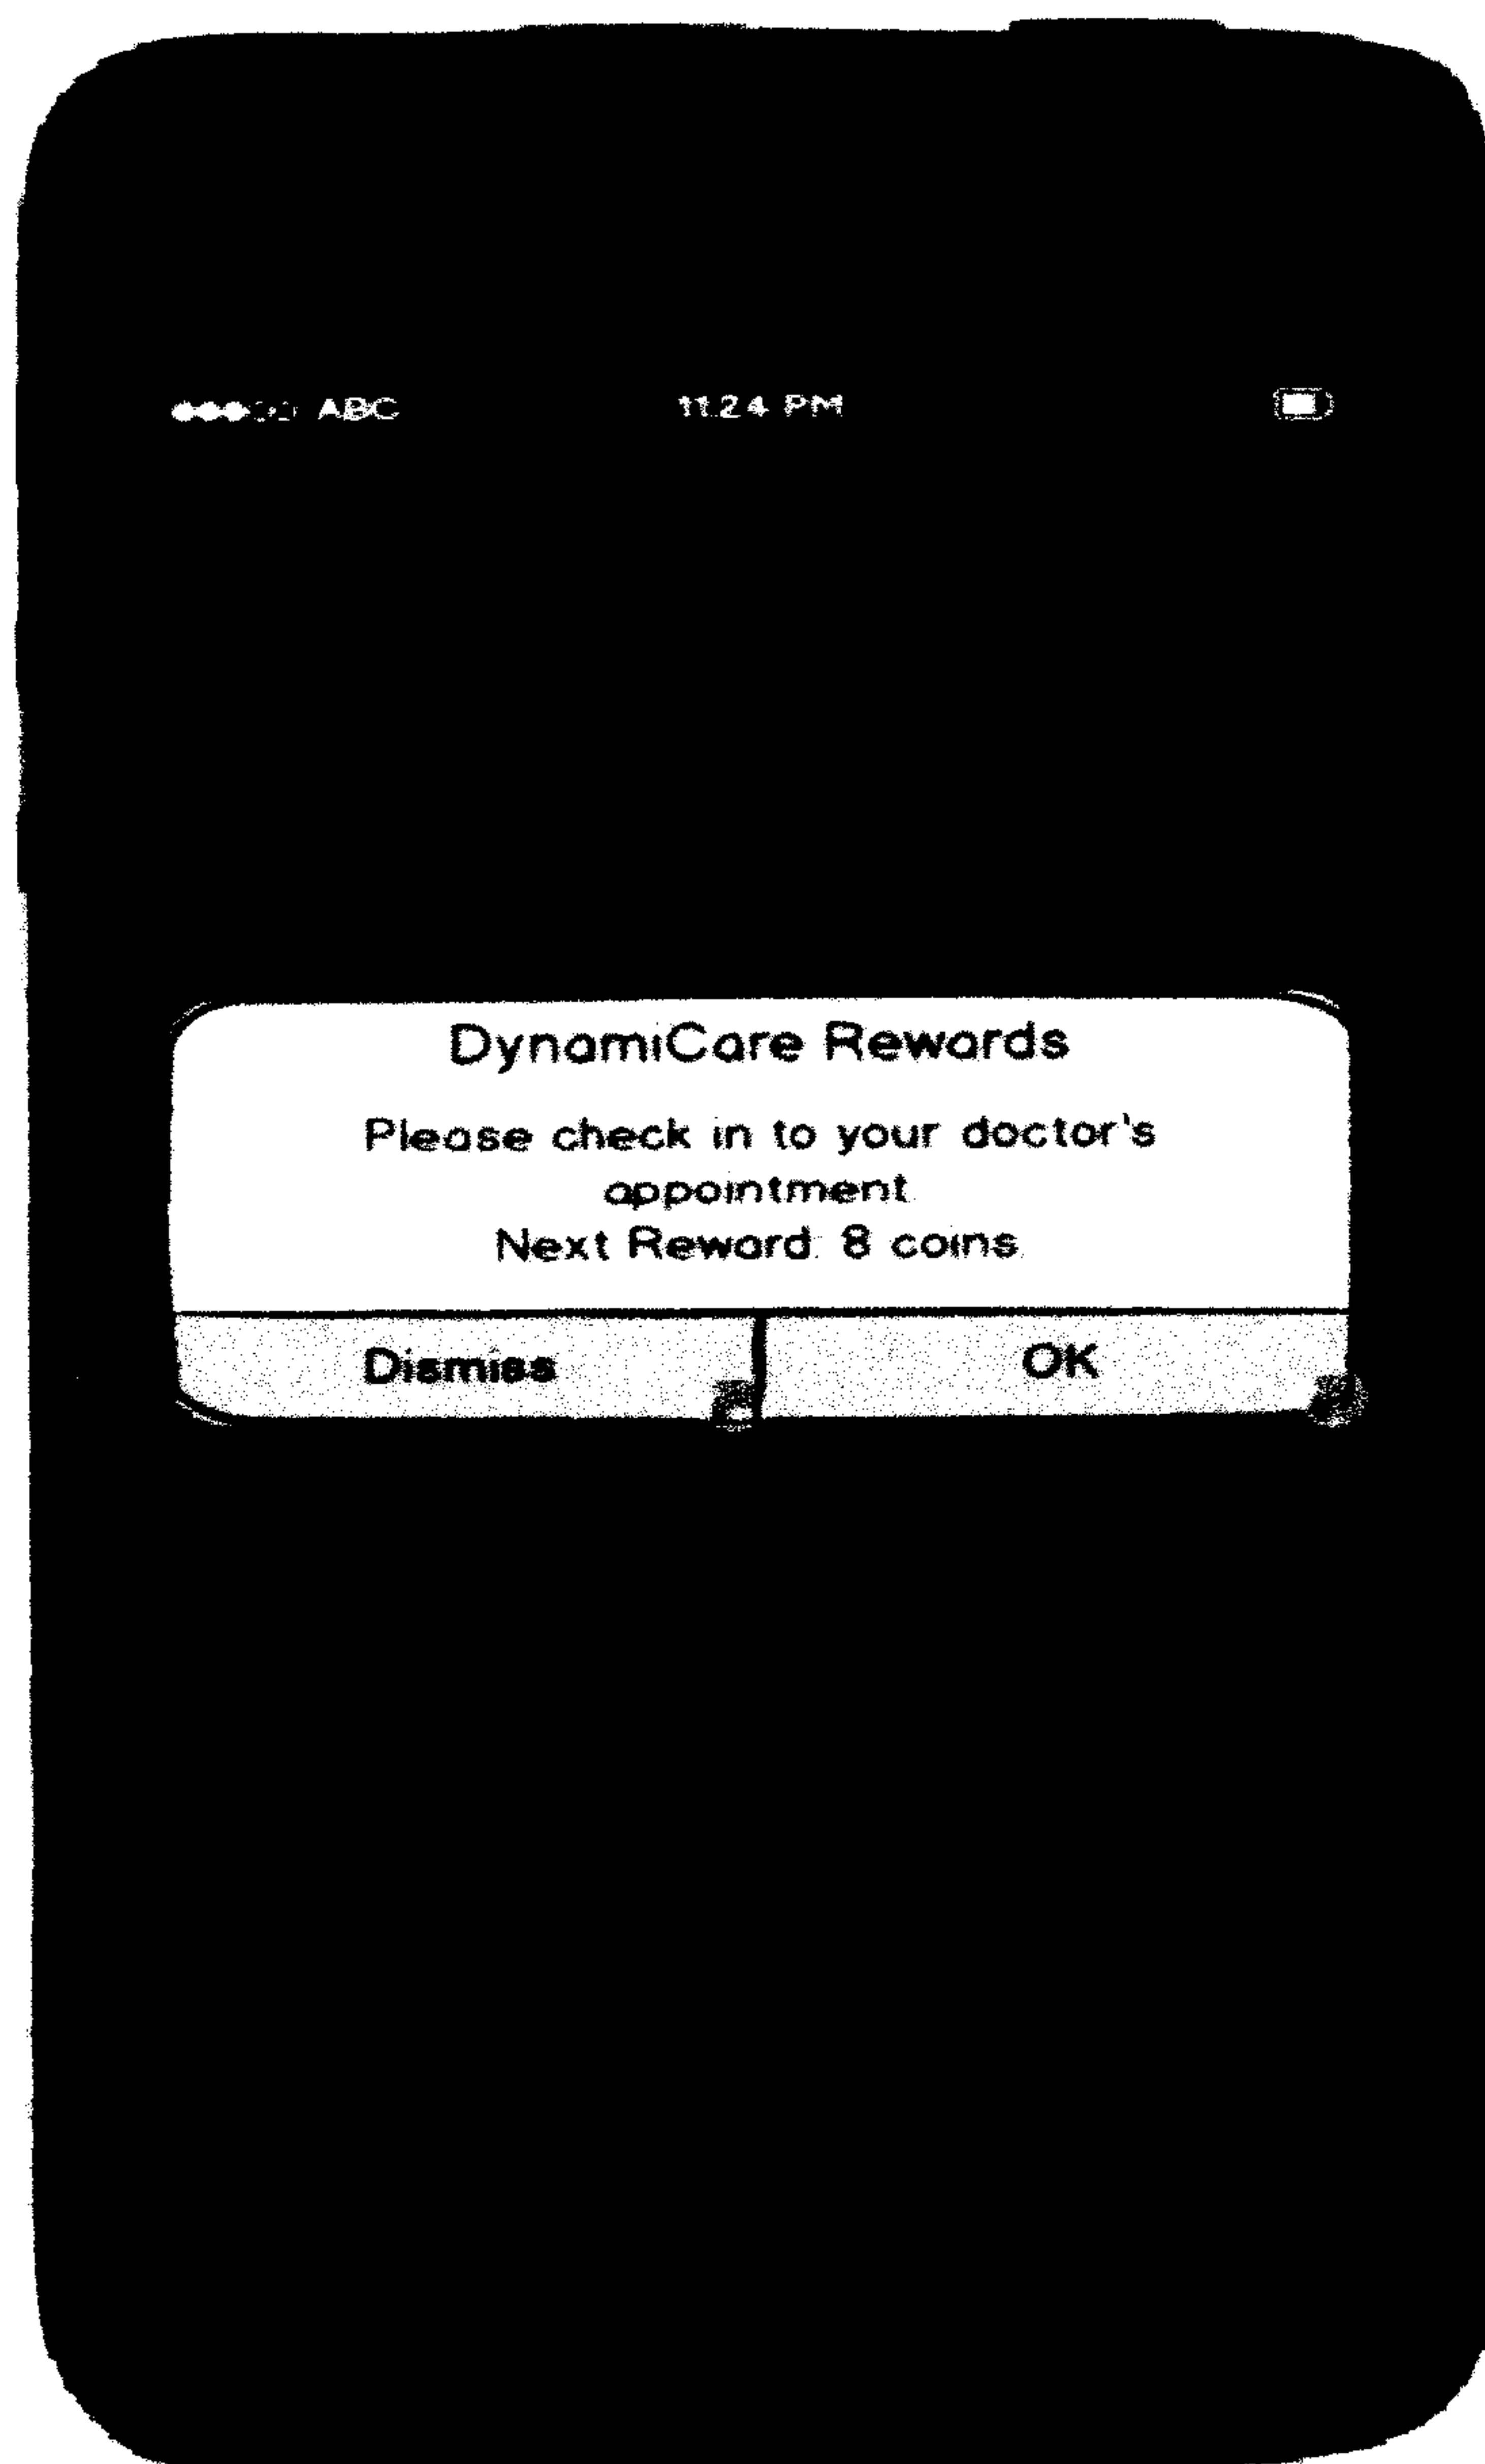 ABC 11:24 PM
DynamiCare Rewards
Please check in to your doctor's
appointment.
Next Reward: 8 coins.
Dismiss OK